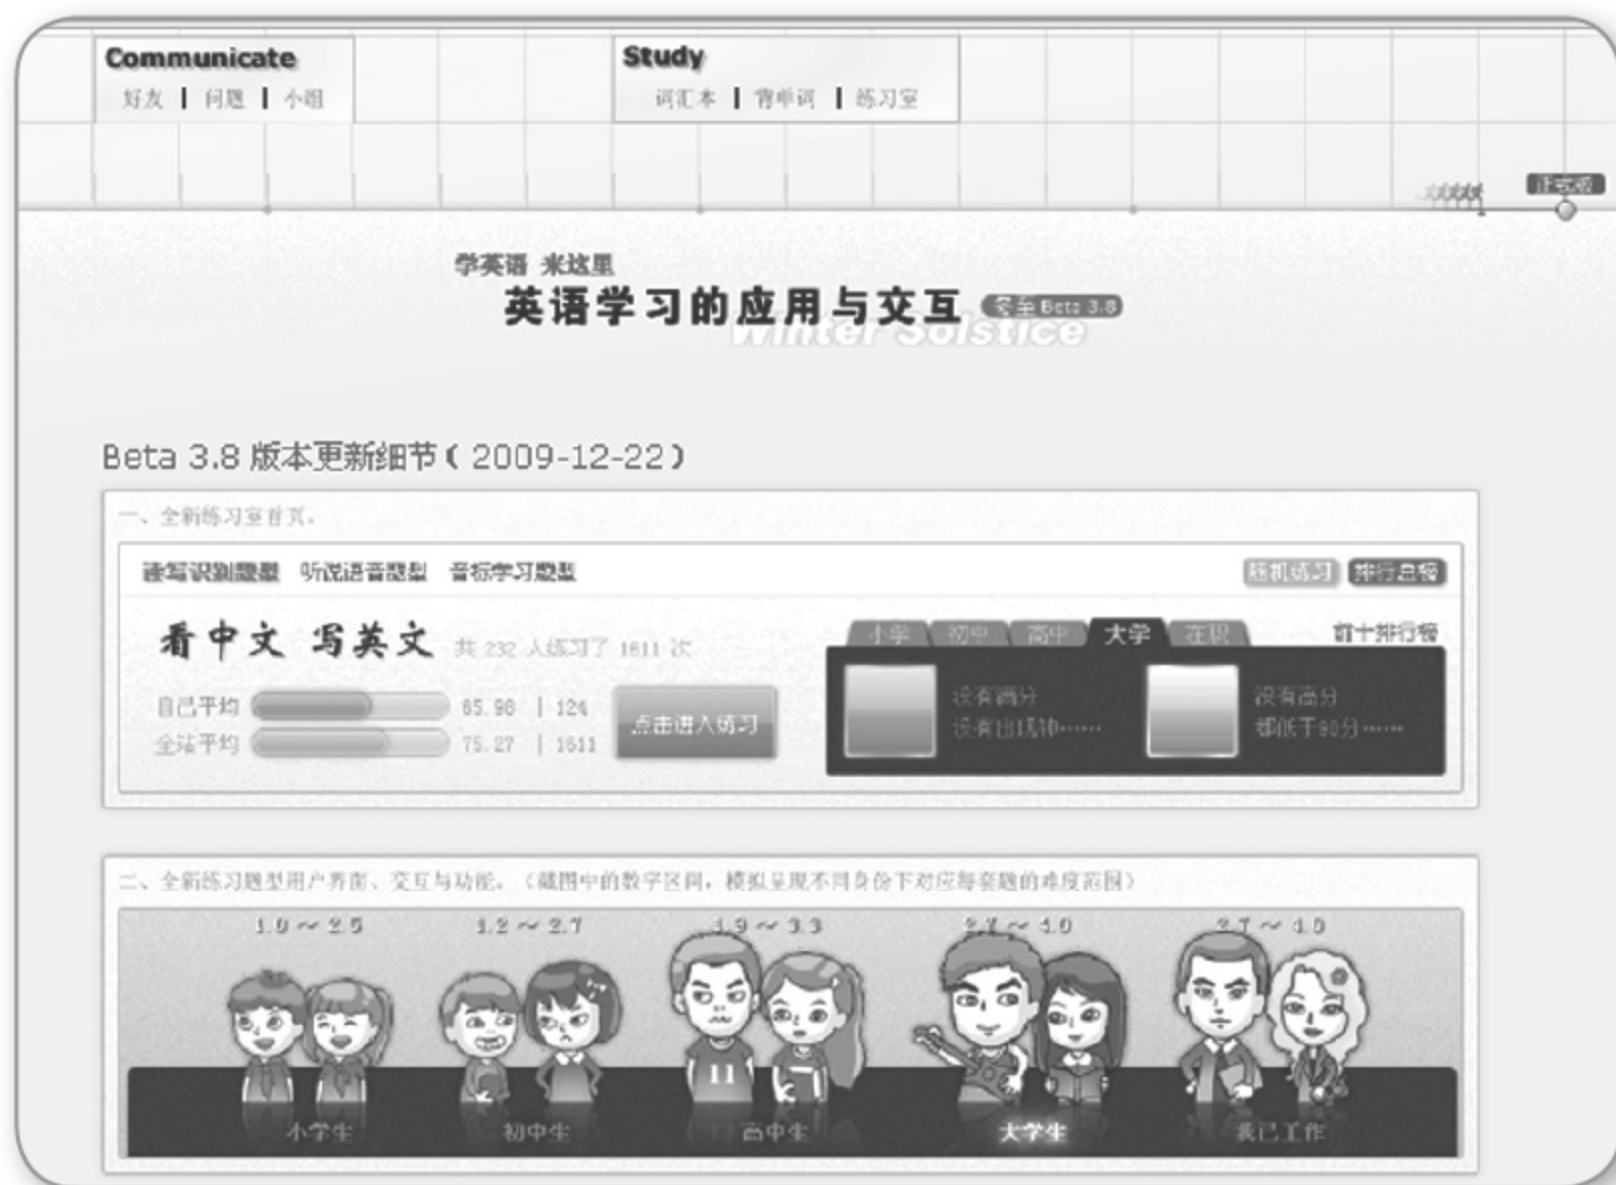 Communicate
好友 | 问题 | 小组
Study
词汇本 | 背单词 | 练习室
正式版
学英语 来这里
英语学习的应用与交互 冬至 Beta 3.8
Winter Solstice
Beta 3.8 版本更新细节( 2009-12-22 )
一、全新练习室首页。
读写识别题型 听说语音题型 音标学习题型
随机练习 排行总榜
看中文 写英文 共 232 人练习了 1611 次
小学 初中 高中 大学 在职 前十排行榜
自己平均 65.98 | 124
全站平均 75.27 | 1611
点击进入练习
没有满分
没有出现钟……
没有高分
都低于90分……
二、全新练习题型用户界面、交互与功能。(截图中的数字区间,模拟呈现不同身份下对应每套题的难度范围)
1.0 ～ 2.5 1.2 ～ 2.7 1.9 ～ 3.3 2.7 ～ 4.0 2.7 ～ 4.0
11
小学生 初中生 高中生 大学生 我已工作